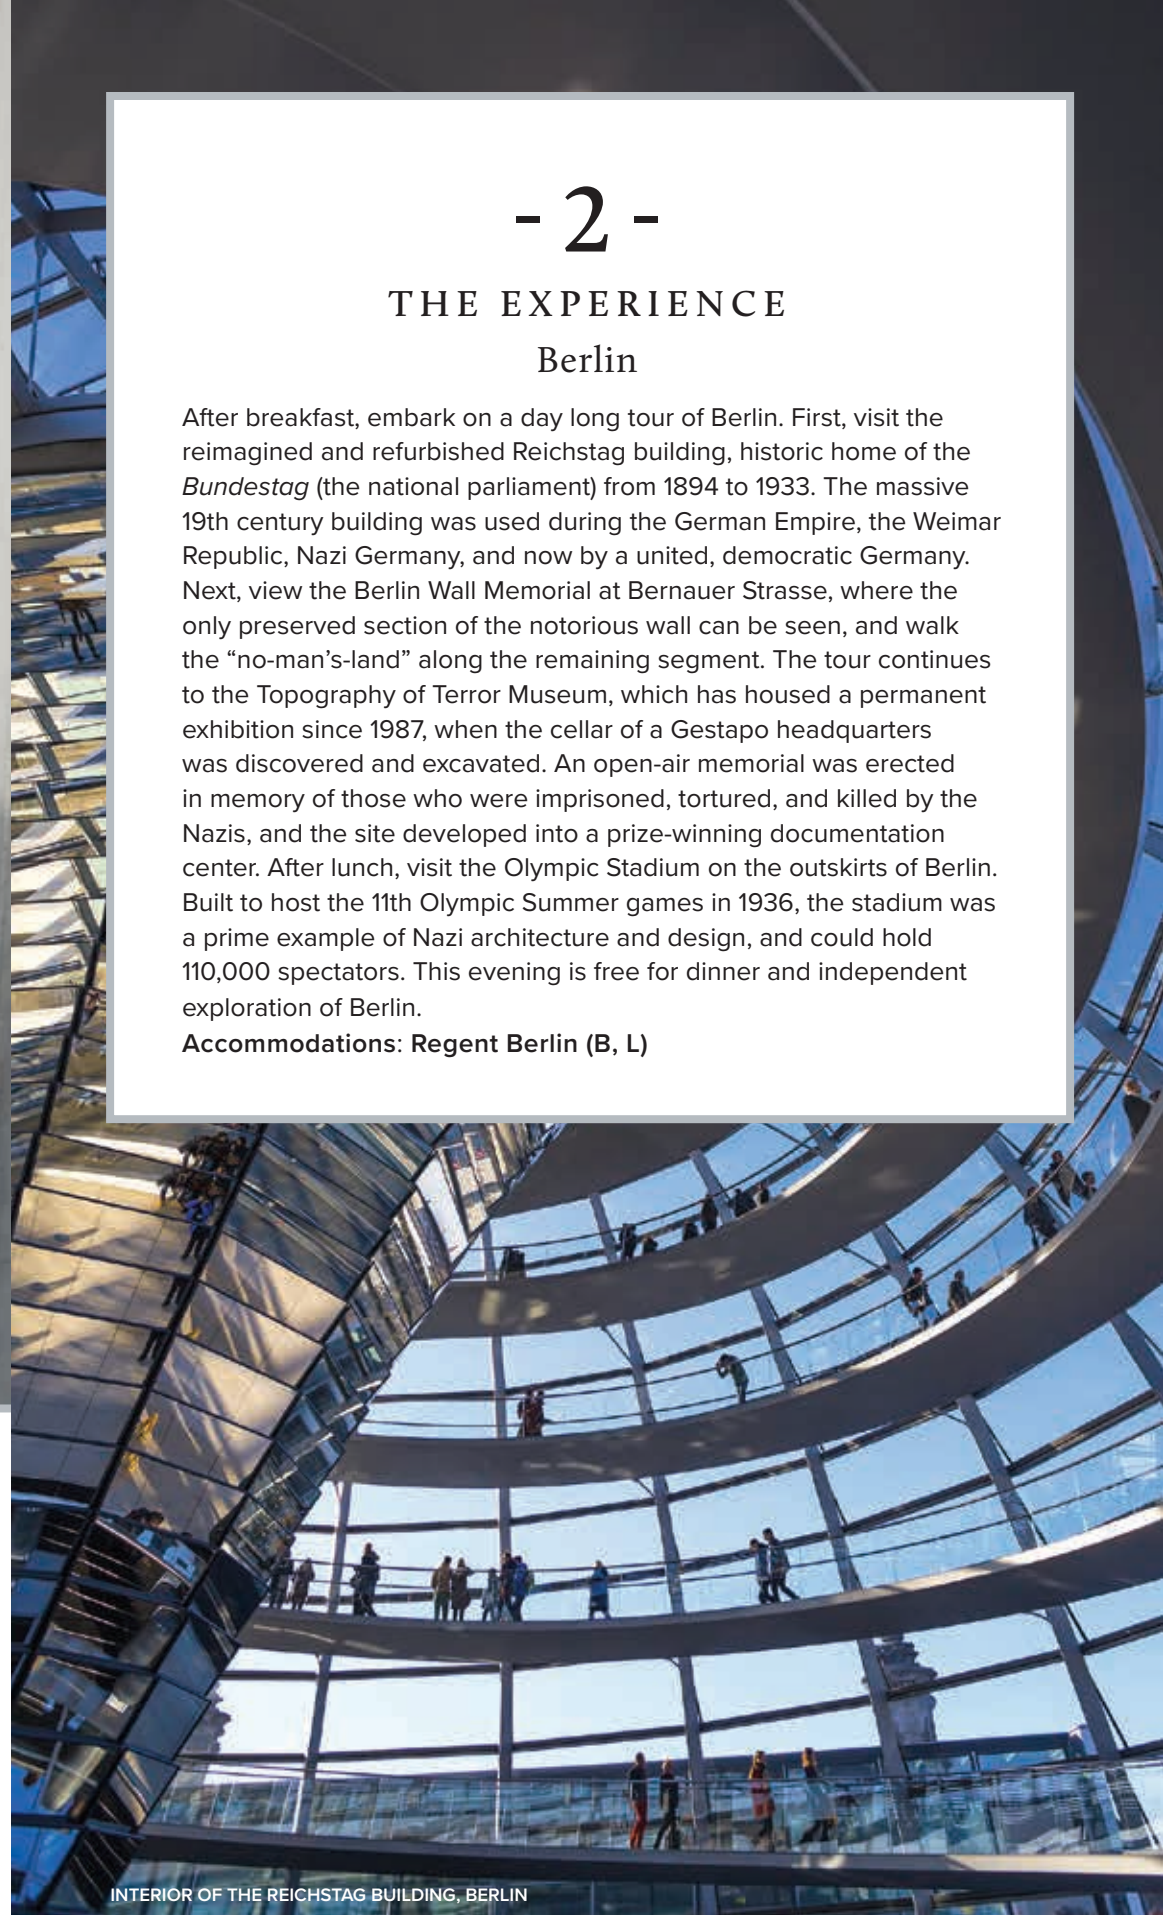 - 2 -
THE EXPERIENCE
Berlin
After breakfast, embark on a day long tour of Berlin. First, visit the
reimagined and refurbished Reichstag building, historic home of the
Bundestag (the national parliament) from 1894 to 1933. The massive
19th century building was used during the German Empire, the Weimar
Republic, Nazi Germany, and now by a united, democratic Germany.
Next, view the Berlin Wall Memorial at Bernauer Strasse, where the
only preserved section of the notorious wall can be seen, and walk
the “no-man’s-land” along the remaining segment. The tour continues
to the Topography of Terror Museum, which has housed a permanent
exhibition since 1987, when the cellar of a Gestapo headquarters
was discovered and excavated. An open-air memorial was erected
in memory of those who were imprisoned, tortured, and killed by the
Nazis, and the site developed into a prize-winning documentation
center. After lunch, visit the Olympic Stadium on the outskirts of Berlin.
Built to host the 11th Olympic Summer games in 1936, the stadium was
a prime example of Nazi architecture and design, and could hold
110,000 spectators. This evening is free for dinner and independent
exploration of Berlin.
Accommodations: Regent Berlin (B, L)
INTERIOR OF THE REICHSTAG BUILDING, BERLIN